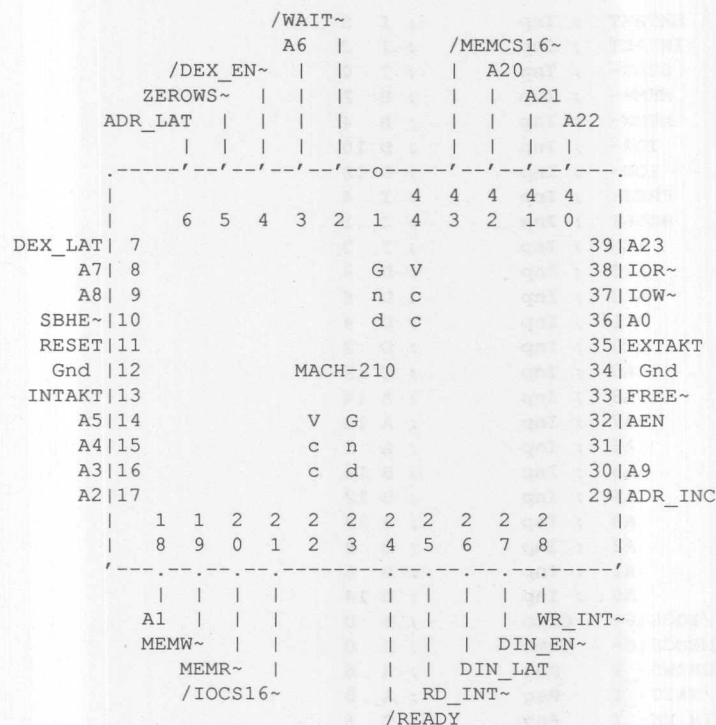 /WAIT~
A6 | /MEMCS16~
/DEX_EN~ | | | A20
ZEROWS~ | | | | | A21
ADR_LAT | | | | | | A22
| | | | | | | | |
.-----'--'--'--'--'--o-----'--'--'--'---.
| 4 4 4 4 4 |
| 6 5 4 3 2 1 4 3 2 1 0 |
DEX_LAT| 7 39|A23
A7| 8 G V 38|IOR~
A8| 9 n c 37|IOW~
SBHE~|10 d c 36|A0
RESET|11 35|EXTAKT
Gnd |12 MACH-210 34| Gnd
INTAKT|13 33|FREE~
A5|14 V G 32|AEN
A4|15 c n 31|
A3|16 c d 30|A9
A2|17 29|ADR_INC
| 1 1 2 2 2 2 2 2 2 2 2 |
| 8 9 0 1 2 3 4 5 6 7 8 |
'---.--.--.--.-----------.--.--.--------'
| | | | | | | |
A1 | | | | | | WR_INT~
MEMW~ | | | | | DIN_EN~
MEMR~ | | | DIN_LAT
/IOCS16~ | RD_INT~
/READY